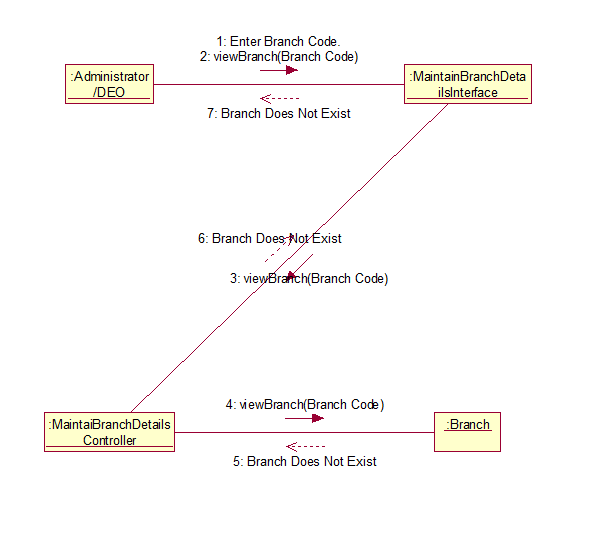 1: Enter Branch Code.
2: viewBranch(Branch Code)
:Administrator
/DEO
:MaintainBranchDeta
ilsInterface
7: Branch Does Not Exist
6: Branch Does Not Exist
3: viewBranch(Branch Code)
4: viewBranch(Branch Code)
:MaintaiBranchDetails
Controller
:Branch
5: Branch Does Not Exist